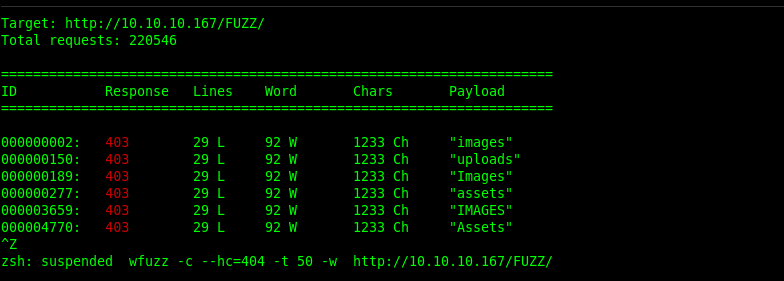 Target: http://10.10.10.167/FUZZ/
Total requests: 220546
=====================================================================
ID           Response   Lines    Word       Chars       Payload
=====================================================================
000000002:   403        29 L     92 W       1233 Ch     "images"
000000150:   403        29 L     92 W       1233 Ch     "uploads"
000000189:   403        29 L     92 W       1233 Ch     "Images"
000000277:   403        29 L     92 W       1233 Ch     "assets"
000003659:   403        29 L     92 W       1233 Ch     "IMAGES"
000004770:   403        29 L     92 W       1233 Ch     "Assets"
^Z
zsh: suspended  wfuzz -c --hc=404 -t 50 -w  http://10.10.10.167/FUZZ/